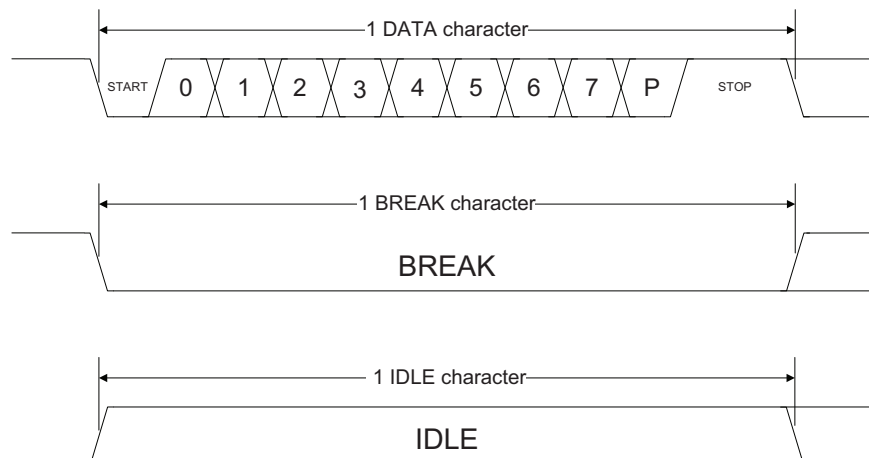 1 DATA character
START 0 1 2 3 4 5 6 7 P STOP
1 BREAK character
BREAK
1 IDLE character
IDLE